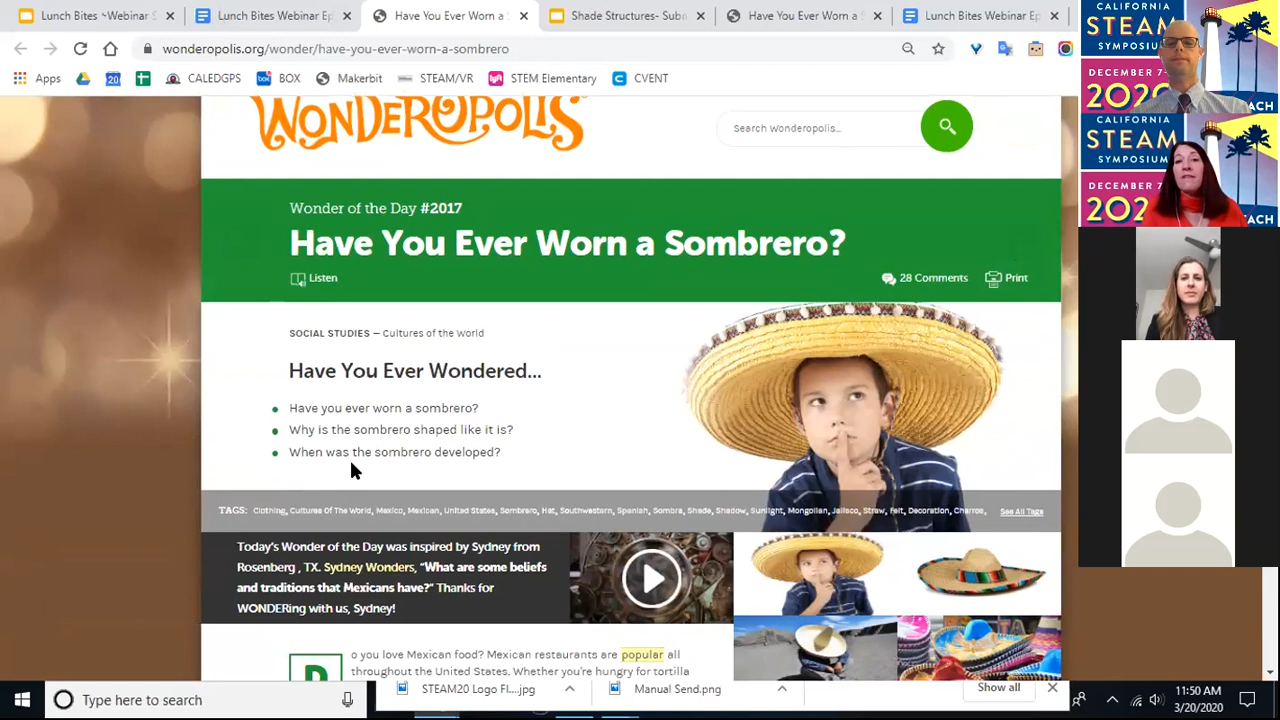 Lunch Bites ~Webinar S
Lunch Bites Webinar Ep
Have You Ever Worn a S
Shade Structures- Subm
Have You Ever Worn a S
Lunch Bites Webinar Ep
wonderopolis.org/wonder/have-you-ever-worn-a-sombrero
Apps
20
CALEDGPS
box
BOX
Makerbit
STEAM/VR
STEM Elementary
CVENT
WONDEROPOLIS
Search Wonderopolis...
Wonder of the Day #2017
Have You Ever Worn a Sombrero?
Listen
28 Comments
Print
SOCIAL STUDIES — Cultures of the World
Have You Ever Wondered...
Have you ever worn a sombrero?
Why is the sombrero shaped like it is?
When was the sombrero developed?
TAGS: Clothing, Cultures Of The World, Mexico, Mexican, United States, Sombrero, Hat, Southwestern, Spanish, Sombra, Shade, Shadow, Sunlight, Mongolian, Jalisco, Straw, Felt, Decoration, Charros,
See All Tags
Today's Wonder of the Day was inspired by Sydney from
Rosenberg , TX. Sydney Wonders, “What are some beliefs
and traditions that Mexicans have?” Thanks for
WONDERing with us, Sydney!
D
o you love Mexican food? Mexican restaurants are popular all
throughout the United States. Whether you're hungry for tortilla
STEAM20 Logo Fl....jpg
Manual Send.png
Show all
Type here to search
11:50 AM
3/20/2020
CALIFORNIA
STEAM
SYMPOSIUM
DECEMBER 7-
2020
EACH
CALIFORNIA
STEAM
SYMPOSIUM
DECEMBER 7
202
EACH